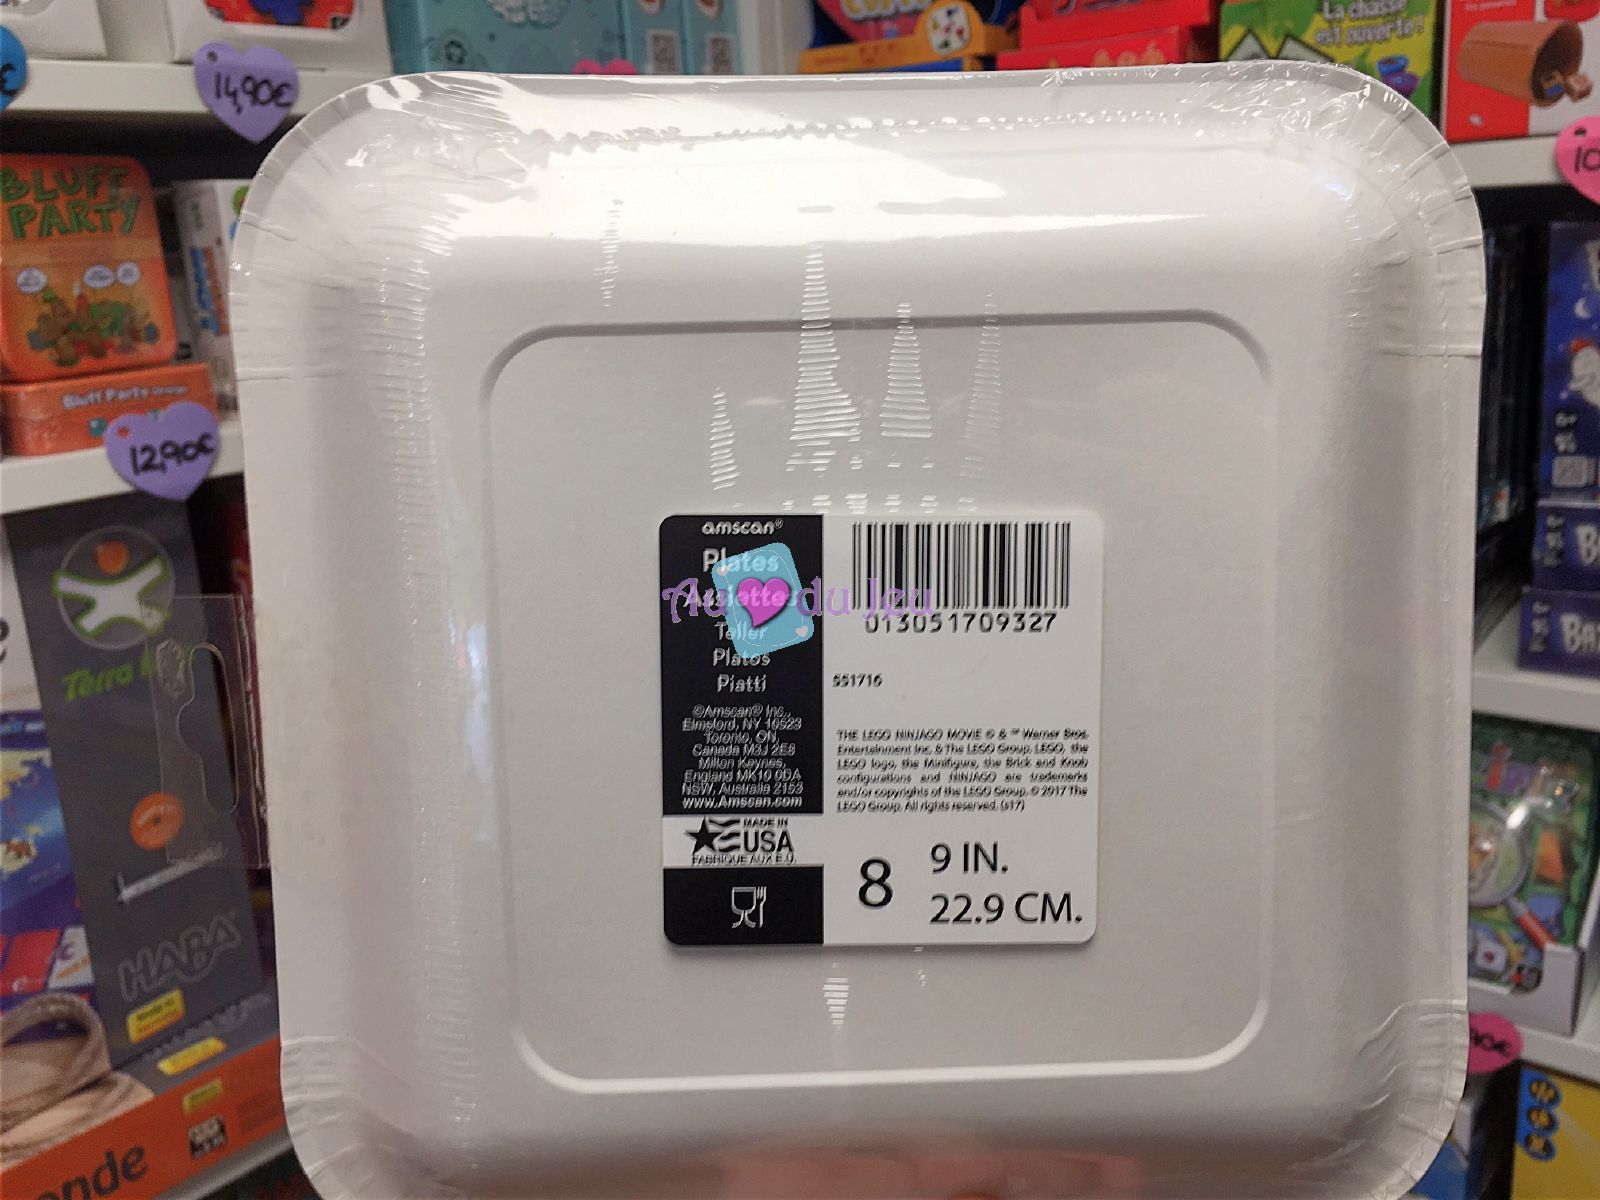 14,90€
La chasse
est ouverte!
BLUFF
PARTY
Bluff Party
12,90€
Terra
HABA
onde
amscan®
Plates
Assiettes
Teller
Platos
Piatti
©Amscan® Inc.,
Elmsford, NY 10523
Toronto, ON,
Canada M3J 2E8
Milton Keynes,
England MK10 0DA
NSW, Australia 2153
www.Amscan.com
MADE IN
USA
FABRIQUÉ AUX É.U.
Au du Jeu
013051709327
551716
THE LEGO NINJAGO MOVIE © & ™ Warner Bros.
Entertainment Inc. & The LEGO Group. LEGO, the
LEGO logo, the Minifigure, the Brick and Knob
configurations and NINJAGO are trademarks
and/or copyrights of the LEGO Group. © 2017 The
LEGO Group. All rights reserved. (s17)
8
9 IN.
22.9 CM.